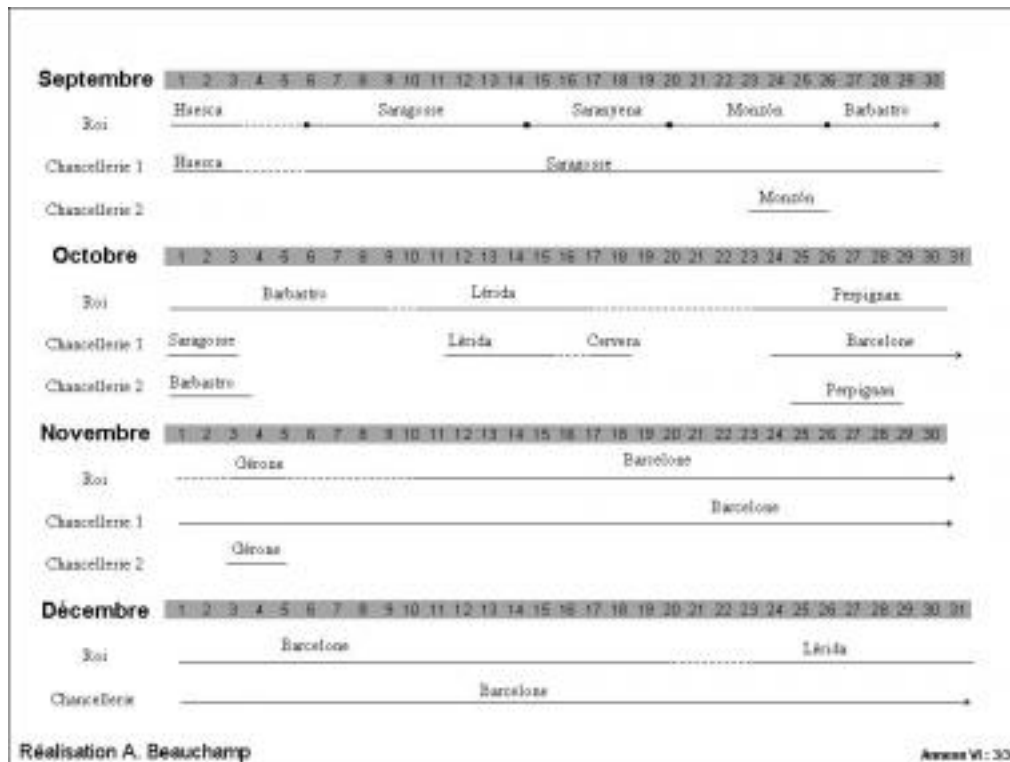 Septembre 1 2 3 4 5 6 7 8 9 10 11 12 13 14 15 16 17 18 19 20 21 22 23 24 25 26 27 28 29 30
Roi Huesca Saragosse Saranyena Monzón Barbastro
Chancellerie 1 Huesca Saragosse
Chancellerie 2 Monzón
Octobre 1 2 3 4 5 6 7 8 9 10 11 12 13 14 15 16 17 18 19 20 21 22 23 24 25 26 27 28 29 30 31
Roi Barbastro Lérida Perpignan
Chancellerie 1 Saragosse Lérida Cervera Barcelone
Chancellerie 2 Barbastro Perpignan
Novembre 1 2 3 4 5 6 7 8 9 10 11 12 13 14 15 16 17 18 19 20 21 22 23 24 25 26 27 28 29 30
Roi Gérone Barcelone
Chancellerie 1 Barcelone
Chancellerie 2 Gérone
Décembre 1 2 3 4 5 6 7 8 9 10 11 12 13 14 15 16 17 18 19 20 21 22 23 24 25 26 27 28 29 30 31
Roi Barcelone Lérida
Chancellerie Barcelone
Réalisation A. Beauchamp Annexe VI : 3/3